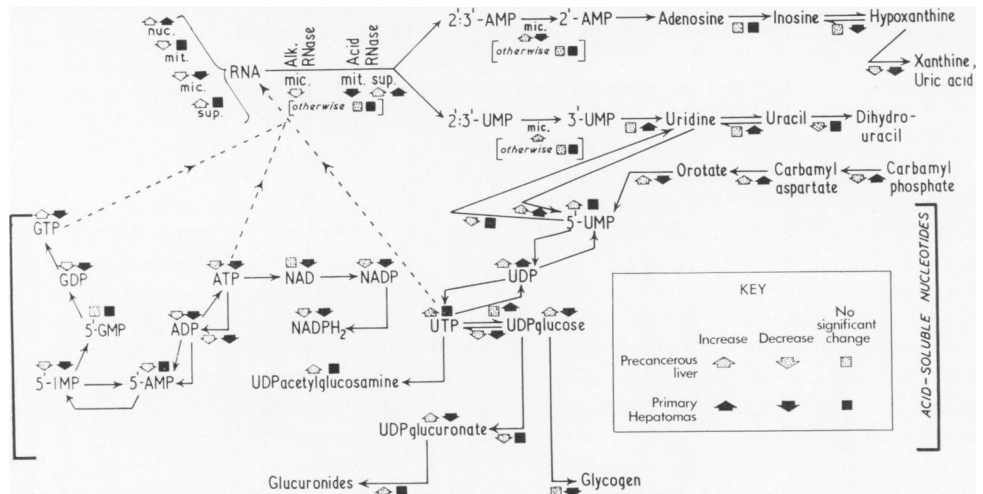 nuc.
mit.
mic.
sup.
RNA
Alk.
RNase
mic.
Acid
RNase
mit. sup.
[otherwise]
2:3'-AMP
mic.
[otherwise]
2'-AMP
Adenosine
Inosine
Hypoxanthine
Xanthine,
Uric acid
2:3'-UMP
mic.
[otherwise]
3'-UMP
Uridine
Uracil
Dihydro-
uracil
Orotate
Carbamyl
aspartate
Carbamyl
phosphate
5'-UMP
GTP
GDP
5'-GMP
5'-IMP
5'-AMP
ADP
ATP
NAD
NADP
NADPH₂
UDP
UTP
UDPglucose
UDPacetylglucosamine
UDPglucuronate
Glucuronides
Glycogen
KEY
Increase
Decrease
No
significant
change
Precancerous
liver
Primary
Hepatomas
ACID-SOLUBLE NUCLEOTIDES